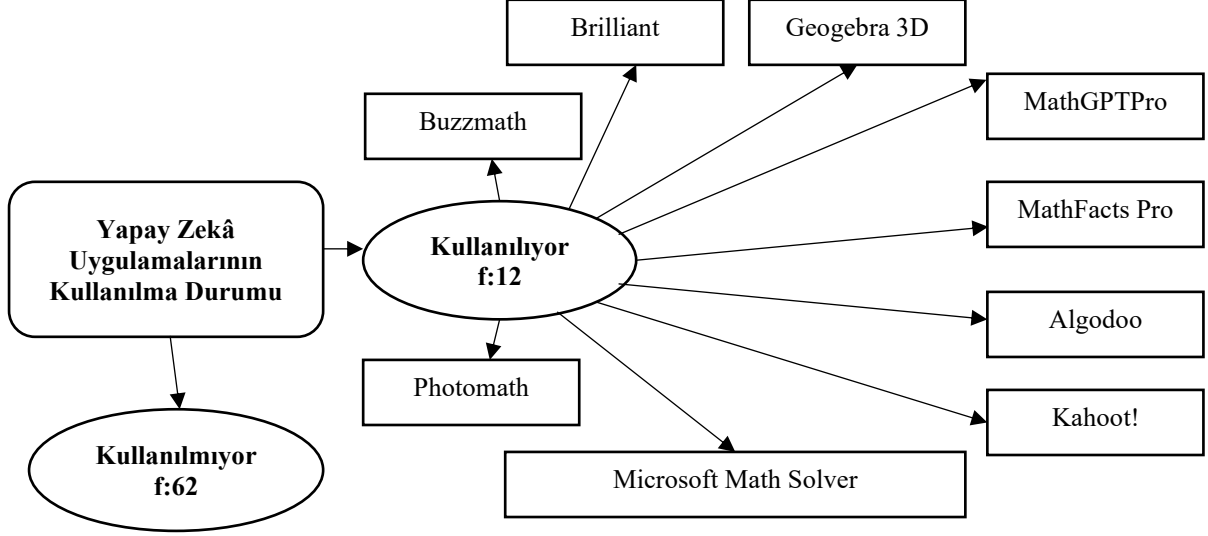 Brilliant
Geogebra 3D
MathGPTPro
Buzzmath
Yapay Zekâ
Uygulamalarının
Kullanılma Durumu
Kullanılıyor
f:12
MathFacts Pro
Algodoo
Photomath
Kahoot!
Kullanılmıyor
f:62
Microsoft Math Solver